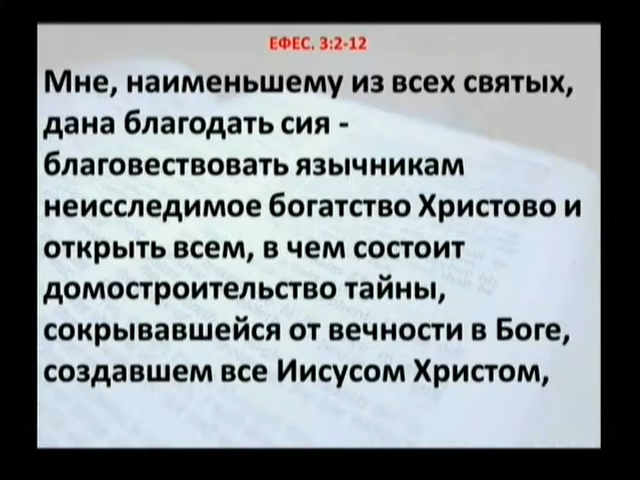 ЕФЕС. 3:2-12
Мне, наименьшему из всех святых,
дана благодать сия -
благовествовать язычникам
неисследимое богатство Христово и
открыть всем, в чем состоит
домостроительство тайны,
сокрывавшейся от вечности в Боге,
создавшем все Иисусом Христом,